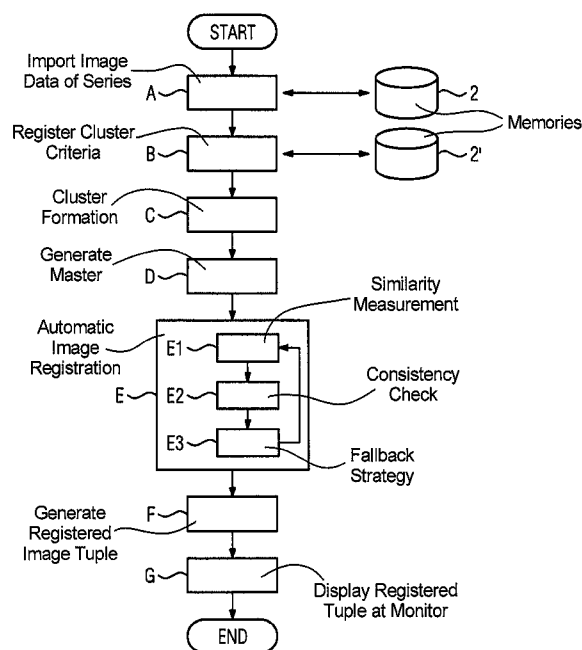 START
Import Image
Data of Series
A
2
Memories
Register Cluster
Criteria
B
2'
Cluster
Formation
C
Generate
Master
D
Similarity
Measurement
Automatic
Image
Registration
E1
E
E2
Consistency
Check
E3
Fallback
Strategy
Generate
Registered
Image Tuple
F
G
Display Registered
Tuple at Monitor
END